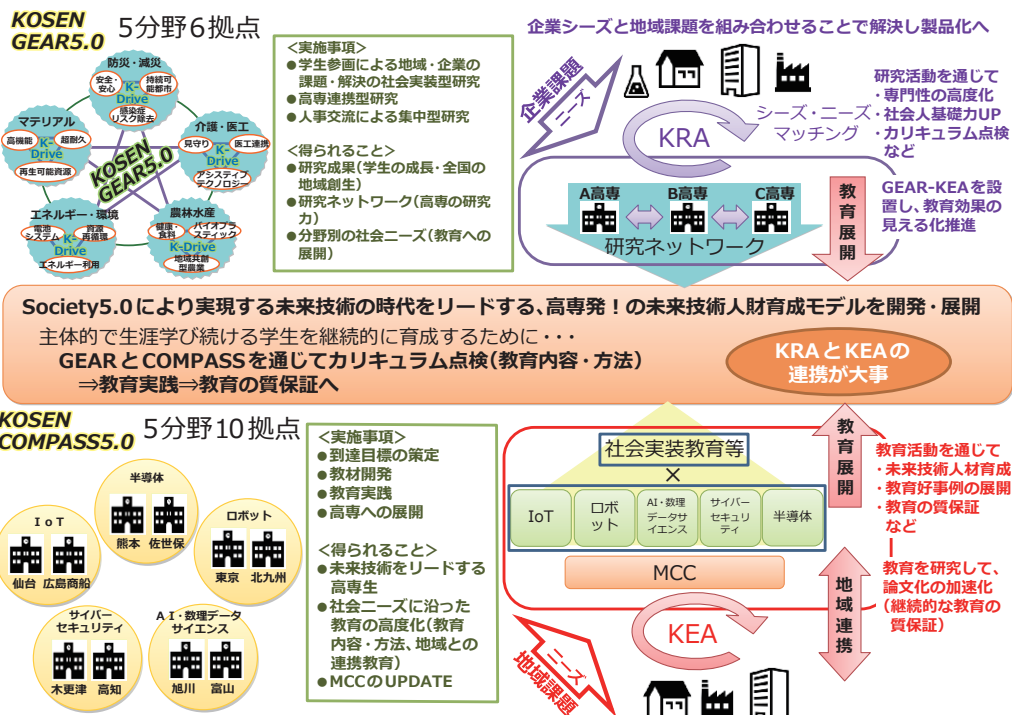 KOSEN
GEAR5.0
5分野6拠点
防災・減災
安全・
安心
K-
Drive
持続可
能都市
感染症
リスク除去
マテリアル
高機能
K-
Drive
超耐久
再生可能資源
介護・医工
見守り
K-
Drive
医工連携
アシスティブ
テクノロジー
KOSEN
GEAR5.0
エネルギー・環境
電池
システム
K-
Drive
資源
再循環
エネルギー利用
農林水産
健康・
食料
バイオプラ
スティック
K-Drive
地域共創
型農業
<実施事項>
●学生参画による地域・企業の
課題・解決の社会実装型研究
●高専連携型研究
●人事交流による集中型研究
<得られること>
●研究成果(学生の成長・全国の
地域創生)
●研究ネットワーク(高専の研究
力)
●分野別の社会ニーズ(教育への
展開)
企業シーズと地域課題を組み合わせることで解決し製品化へ
企業課題
ニーズ
KRA
シーズ・ニーズ・
マッチング
研究活動を通じて
・専門性の高度化
・社会人基礎力UP
・カリキュラム点検
など
A高専
B高専
C高専
研究ネットワーク
教育展開
GEAR-KEAを設
置し、教育効果の
見える化推進
Society5.0により実現する未来技術の時代をリードする、高専発！の未来技術人財育成モデルを開発・展開
主体的で生涯学び続ける学生を継続的に育成するために・・・
GEARとCOMPASSを通じてカリキュラム点検(教育内容・方法)
⇒教育実践⇒教育の質保証へ
KRAとKEAの
連携が大事
KOSEN
COMPASS5.0
5分野10拠点
半導体
熊本 佐世保
IoT
仙台 広島商船
ロボット
東京 北九州
サイバー
セキュリティ
木更津 高知
AI・数理データ
サイエンス
旭川 富山
<実施事項>
●到達目標の策定
●教材開発
●教育実践
●高専への展開
<得られること>
●未来技術をリードする
高専生
●社会ニーズに沿った
教育の高度化(教育
内容・方法、地域との
連携教育)
●MCCのUPDATE
社会実装教育等
×
IoT
ロボ
ット
AI・数理
データサ
イエンス
サイバー
セキュリ
ティ
半導体
MCC
KEA
ニーズ
地域課題
教育展開
教育活動を通じて
・未来技術人材育成
・教育好事例の展開
・教育の質保証
など
地域連携
教育を研究して、
論文化の加速化
(継続的な教育の
質保証)